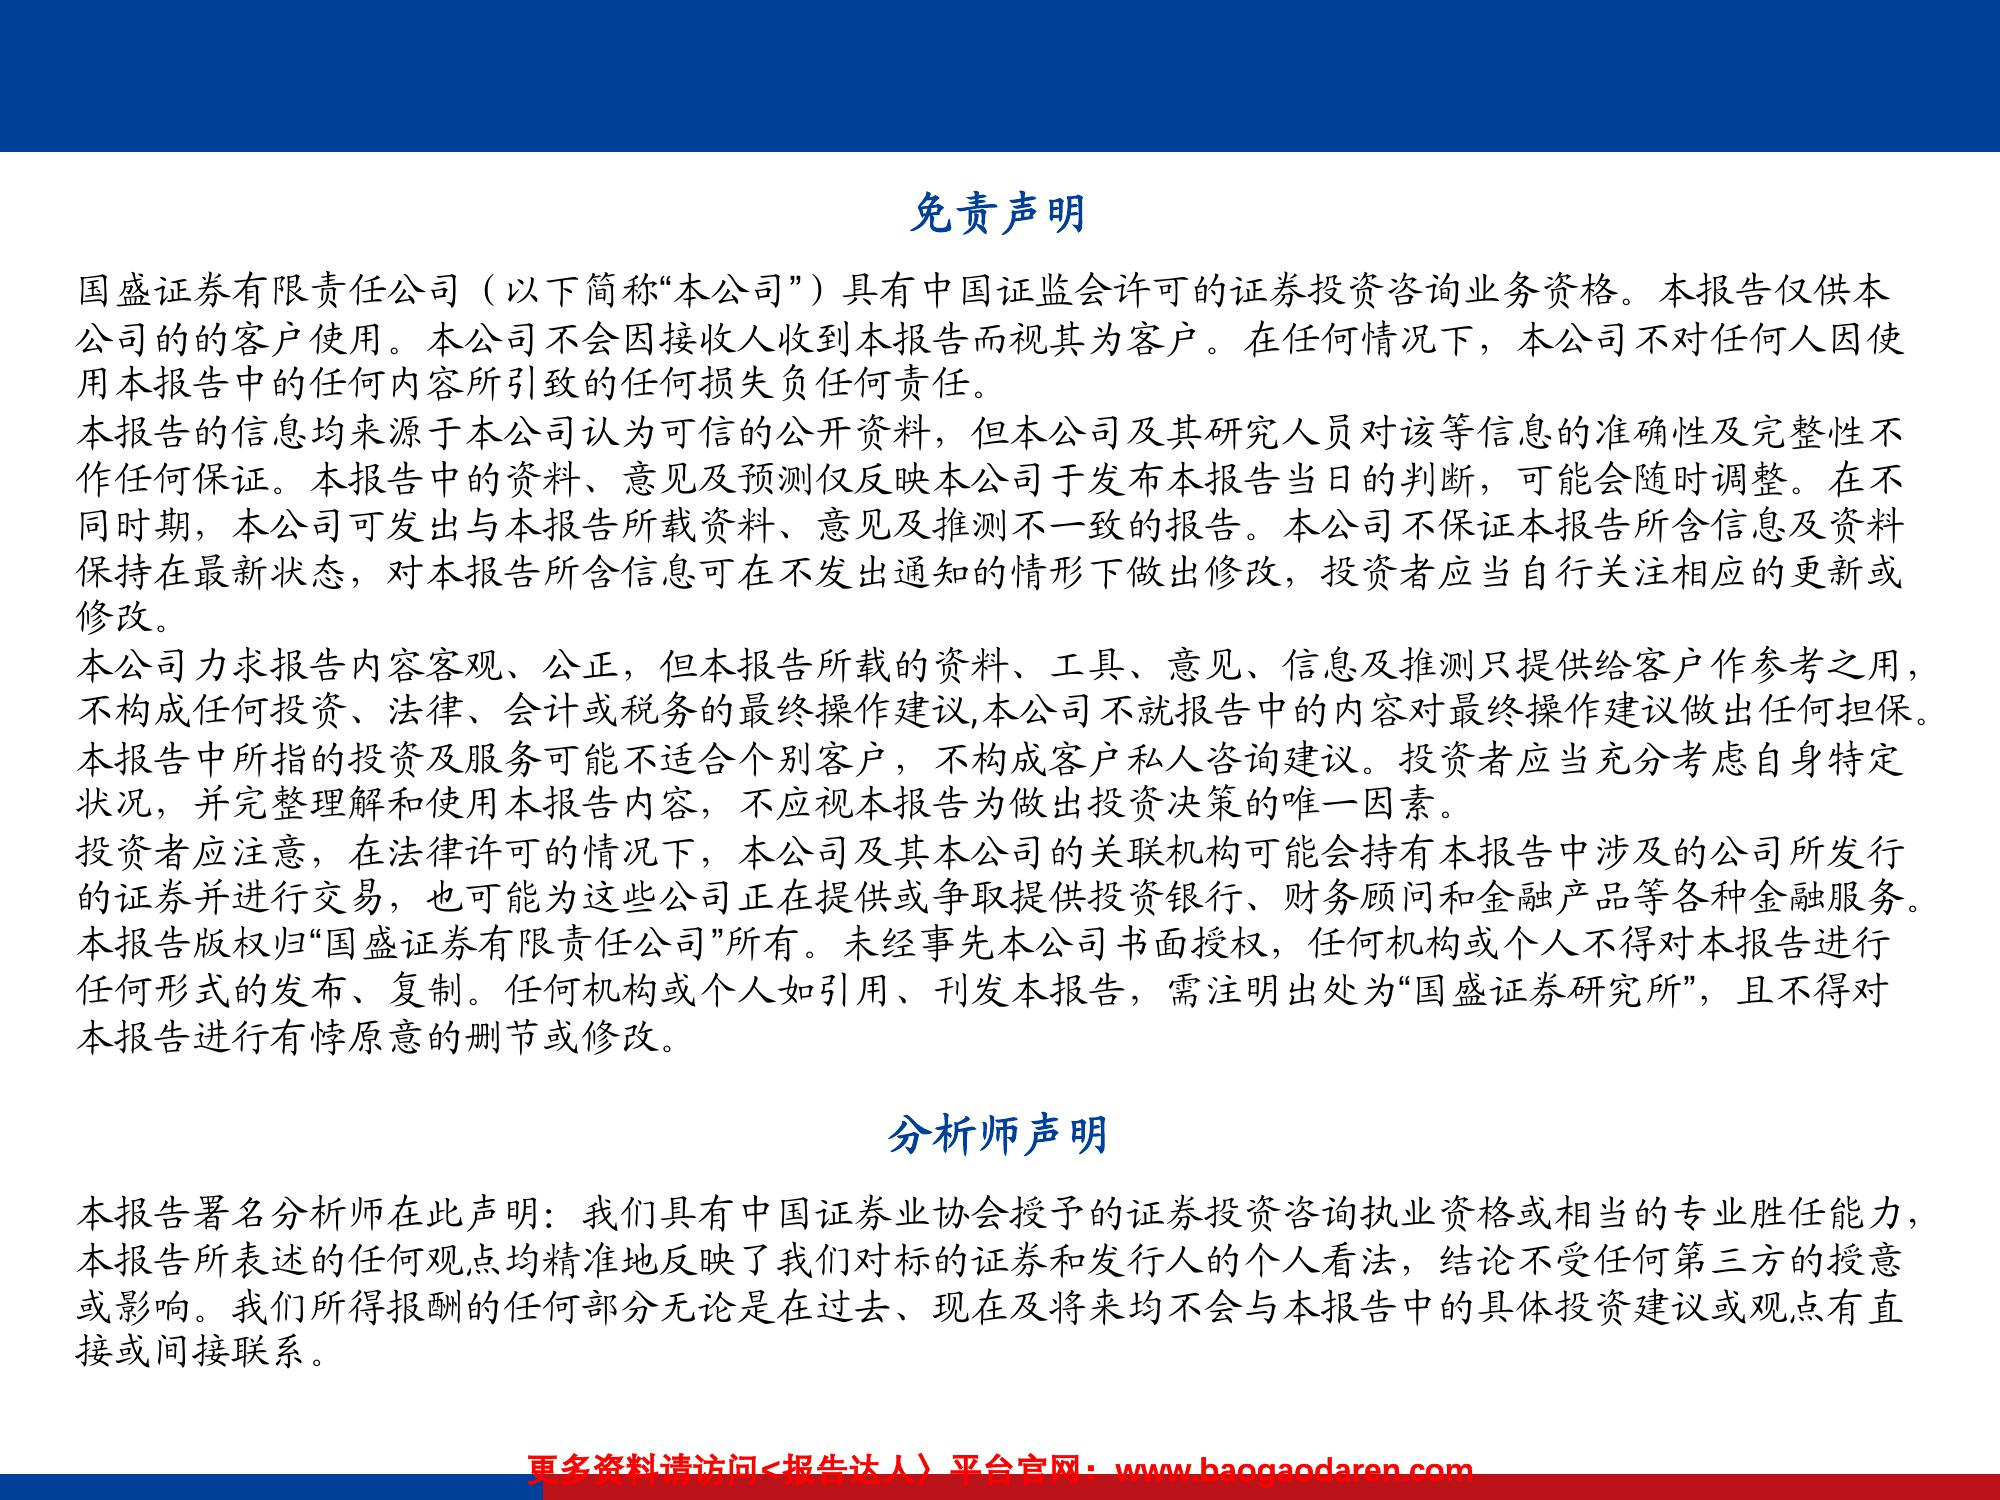 免责声明
国盛证券有限责任公司（以下简称“本公司”）具有中国证监会许可的证券投资咨询业务资格。本报告仅供本
公司的的客户使用。本公司不会因接收人收到本报告而视其为客户。在任何情况下，本公司不对任何人因使
用本报告中的任何内容所引致的任何损失负任何责任。
本报告的信息均来源于本公司认为可信的公开资料，但本公司及其研究人员对该等信息的准确性及完整性不
作任何保证。本报告中的资料、意见及预测仅反映本公司于发布本报告当日的判断，可能会随时调整。在不
同时期，本公司可发出与本报告所载资料、意见及推测不一致的报告。本公司不保证本报告所含信息及资料
保持在最新状态，对本报告所含信息可在不发出通知的情形下做出修改，投资者应当自行关注相应的更新或
修改。
本公司力求报告内容客观、公正，但本报告所载的资料、工具、意见、信息及推测只提供给客户作参考之用，
不构成任何投资、法律、会计或税务的最终操作建议,本公司不就报告中的内容对最终操作建议做出任何担保。
本报告中所指的投资及服务可能不适合个别客户，不构成客户私人咨询建议。投资者应当充分考虑自身特定
状况，并完整理解和使用本报告内容，不应视本报告为做出投资决策的唯一因素。
投资者应注意，在法律许可的情况下，本公司及其本公司的关联机构可能会持有本报告中涉及的公司所发行
的证券并进行交易，也可能为这些公司正在提供或争取提供投资银行、财务顾问和金融产品等各种金融服务。
本报告版权归“国盛证券有限责任公司”所有。未经事先本公司书面授权，任何机构或个人不得对本报告进行
任何形式的发布、复制。任何机构或个人如引用、刊发本报告，需注明出处为“国盛证券研究所”，且不得对
本报告进行有悖原意的删节或修改。
分析师声明
本报告署名分析师在此声明：我们具有中国证券业协会授予的证券投资咨询执业资格或相当的专业胜任能力，
本报告所表述的任何观点均精准地反映了我们对标的证券和发行人的个人看法，结论不受任何第三方的授意
或影响。我们所得报酬的任何部分无论是在过去、现在及将来均不会与本报告中的具体投资建议或观点有直
接或间接联系。
更多资料请访问<报告达人〉平台官网：www.baogaodaren.com